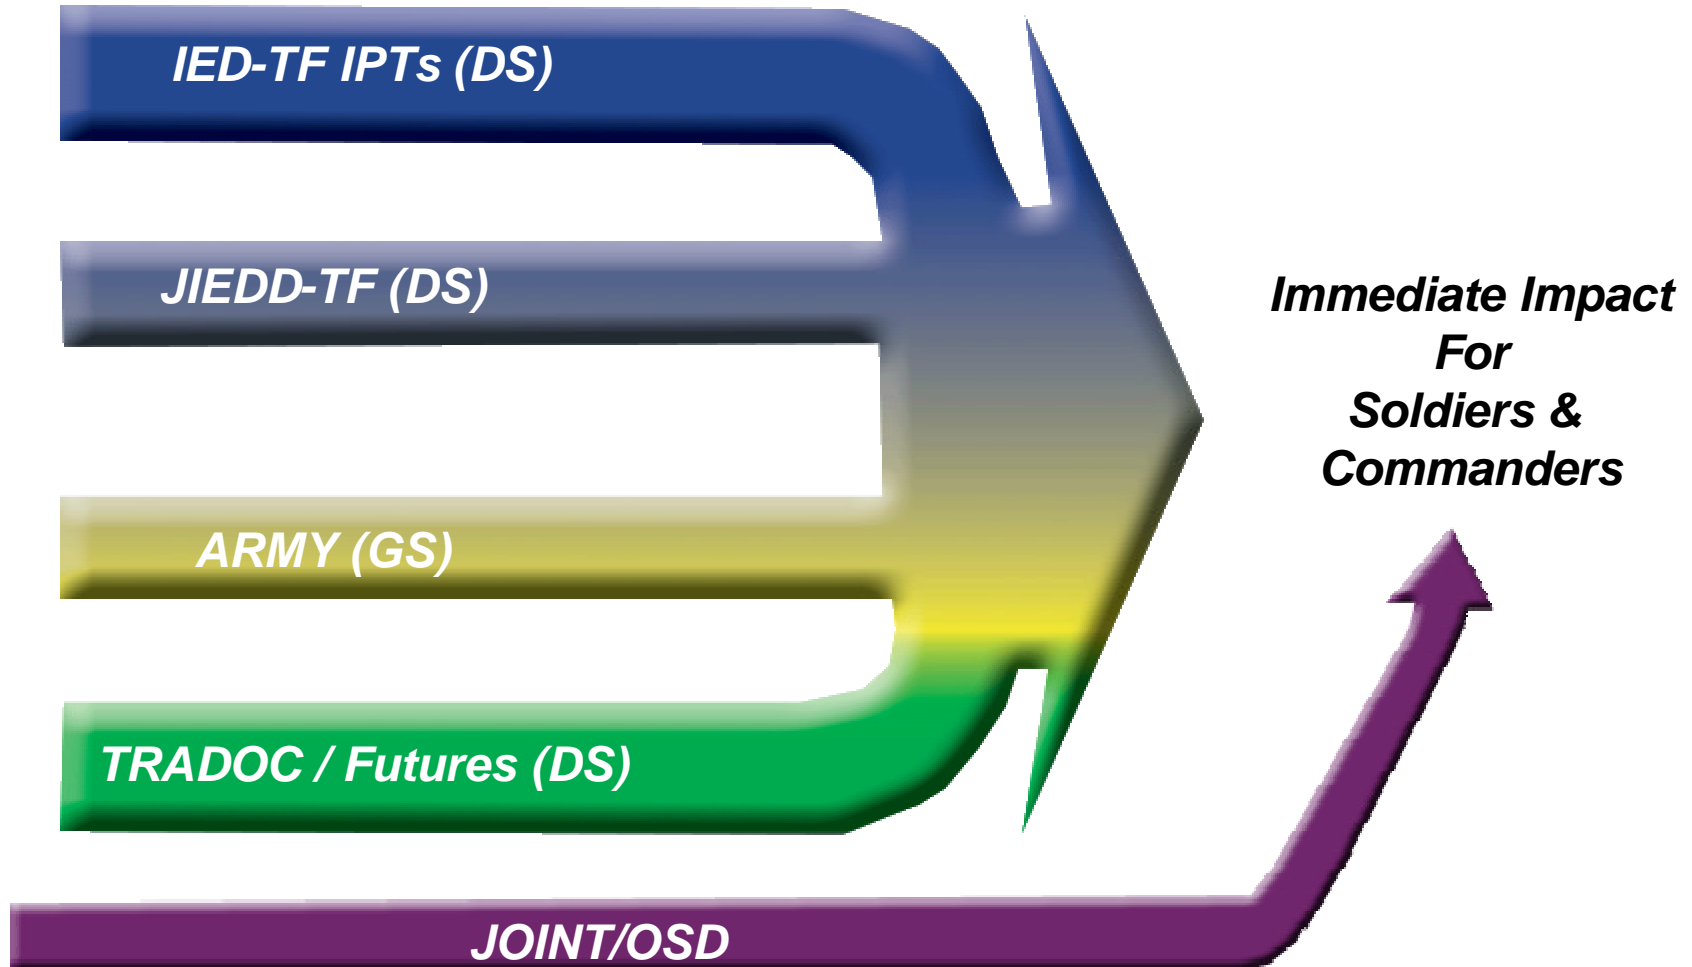 IED-TF IPTs (DS)
JIEDD-TF (DS)
ARMY (GS)
TRADOC / Futures (DS)
JOINT/OSD
Immediate Impact
For
Soldiers &
Commanders